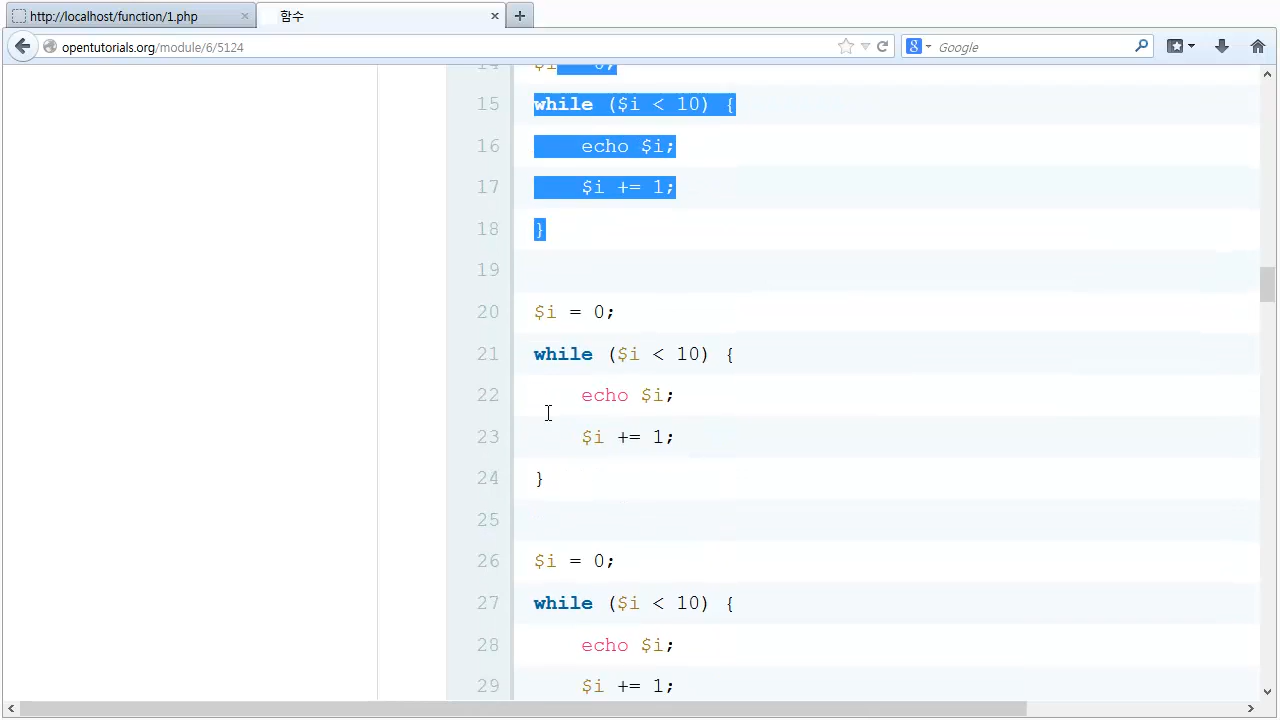 http://localhost/function/1.php
함수
opentutorials.org/module/6/5124
Google
14 $i = 0;
15 while ($i < 10) {
16     echo $i;
17     $i += 1;
18 }
19
20 $i = 0;
21 while ($i < 10) {
22     echo $i;
23     $i += 1;
24 }
25
26 $i = 0;
27 while ($i < 10) {
28     echo $i;
29     $i += 1;